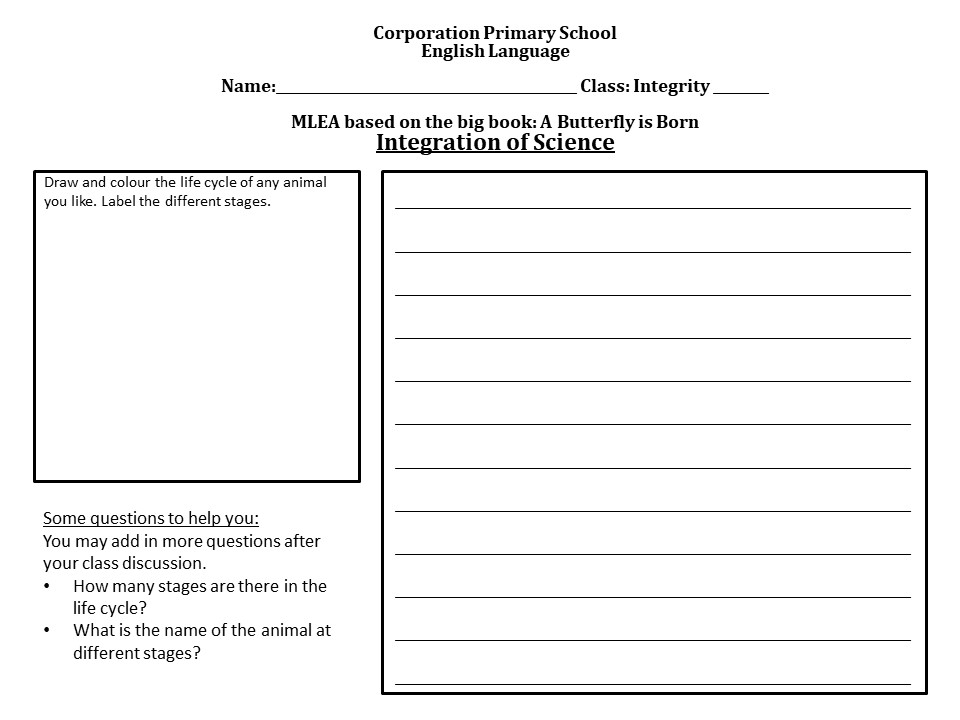 Corporation Primary School
English Language
Name:___________________________________ Class: Integrity _______
MLEA based on the big book: A Butterfly is Born
Integration of Science
Draw and colour the life cycle of any animal
you like. Label the different stages.
Some questions to help you:
You may add in more questions after
your class discussion.
• How many stages are there in the
life cycle?
• What is the name of the animal at
different stages?